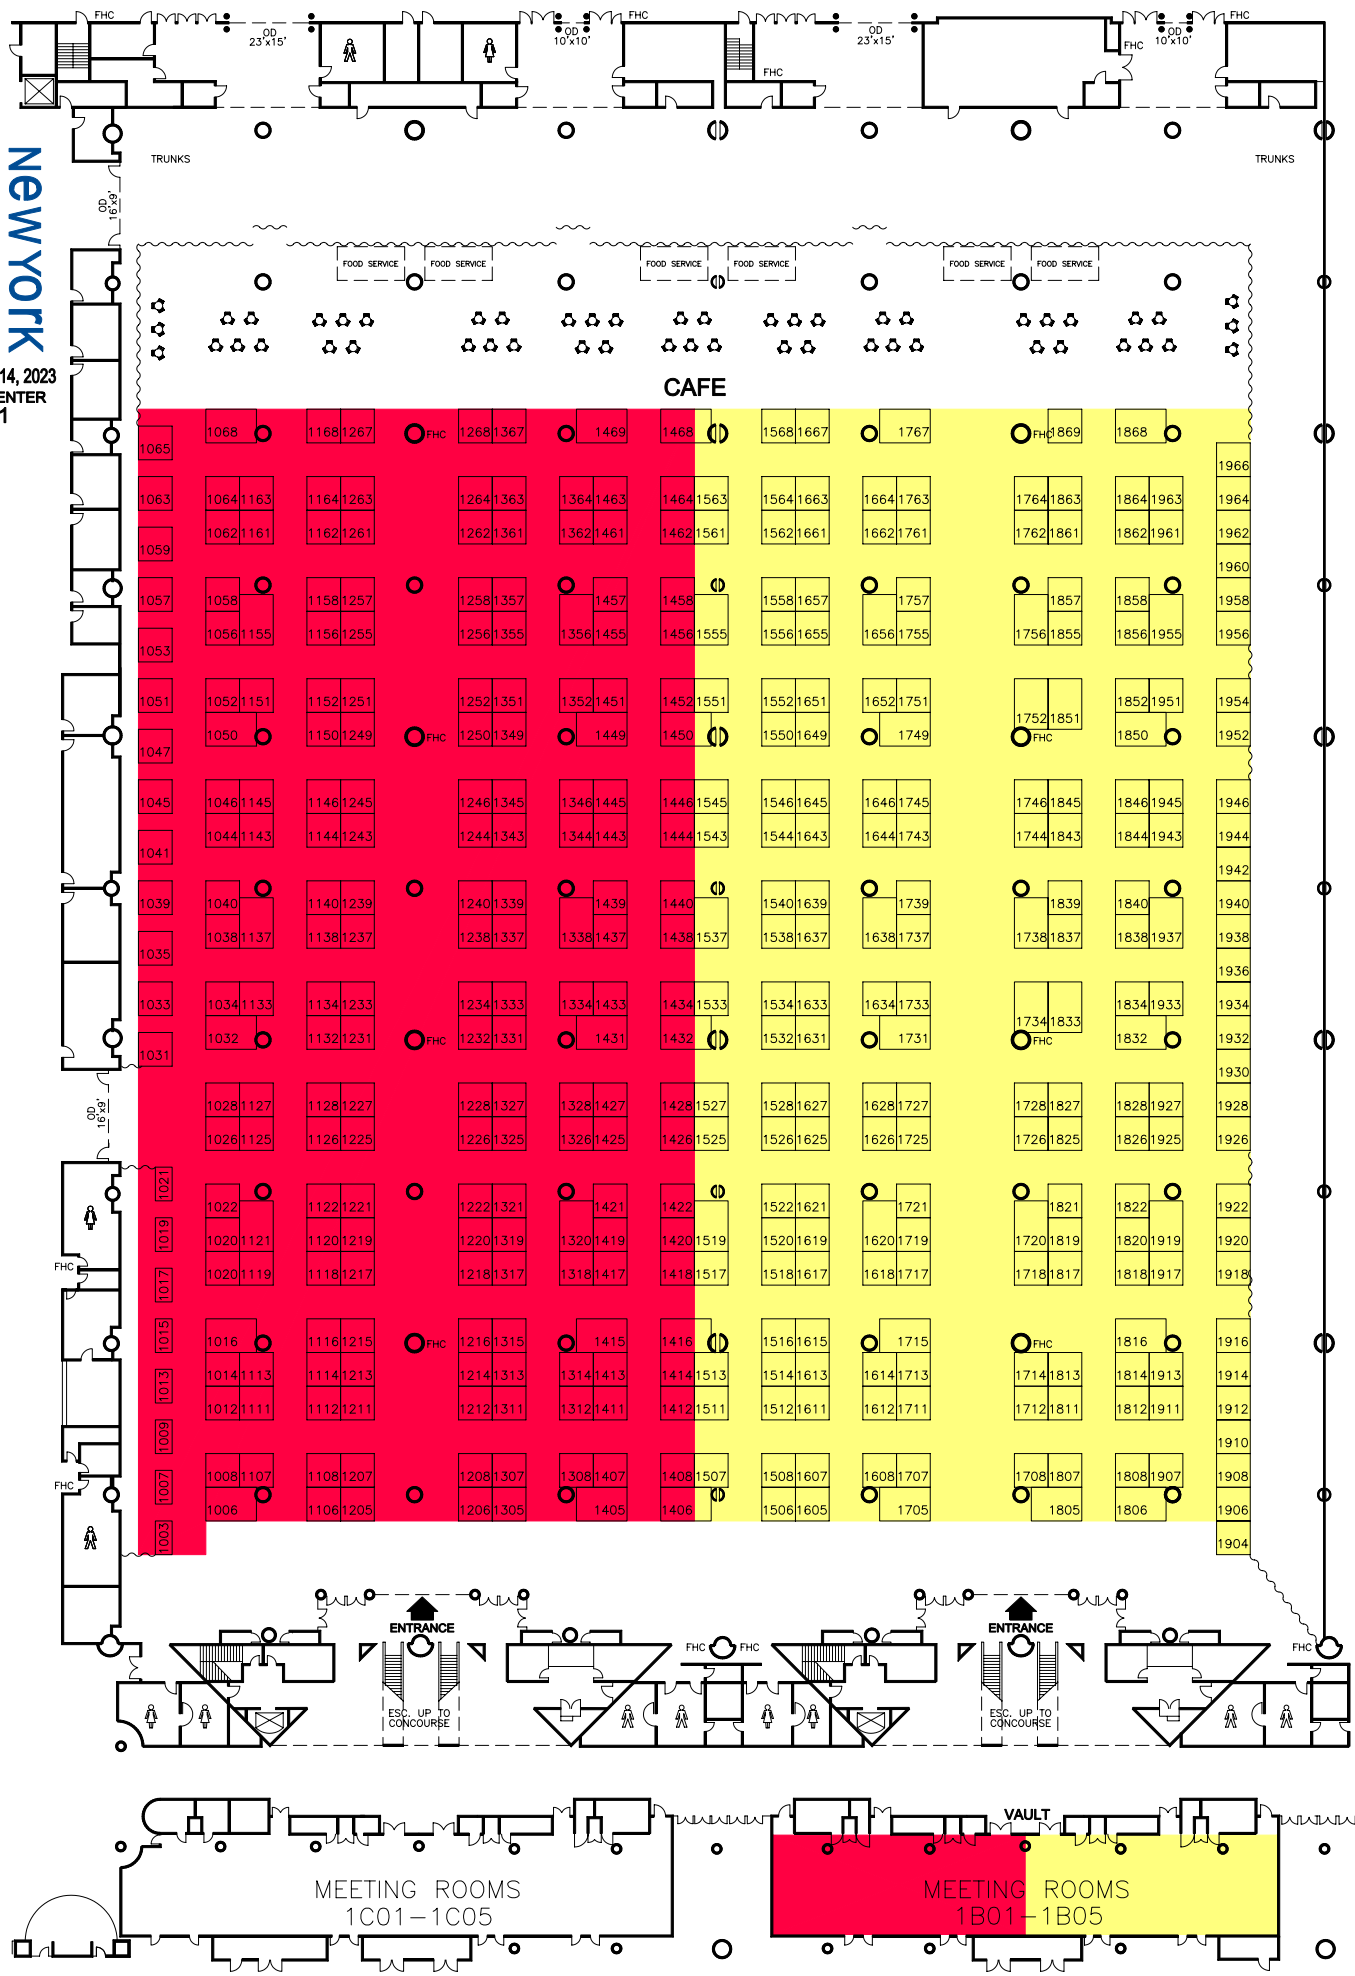 FHC
OD
23'x15'
OD
10'x10'
FHC
FHC
OD
23'x15'
FHC
OD
10'x10'
FHC
TRUNKS
TRUNKS
NEW YORK
14, 2023
ENTER
1
OD
16'x9'
FOOD SERVICE FOOD SERVICE FOOD SERVICE FOOD SERVICE FOOD SERVICE FOOD SERVICE
CAFE
1065 1068 1168 1267 FHC 1268 1367 1469 1468 1568 1667 1767 FHC 1869 1868
1966
1063 1064 1163 1164 1263 1264 1363 1364 1463 1464 1563 1564 1663 1664 1763 1764 1863 1864 1963 1964
1059 1062 1161 1162 1261 1262 1361 1362 1461 1462 1561 1562 1661 1662 1761 1762 1861 1862 1961 1962
1960
1057 1058 1158 1257 1258 1357 1457 1458 1558 1657 1757 1857 1858 1958
1053 1056 1155 1156 1255 1256 1355 1356 1455 1456 1555 1556 1655 1656 1755 1756 1855 1856 1955 1956
1051 1052 1151 1152 1251 1252 1351 1352 1451 1452 1551 1552 1651 1652 1751 1752 1851 1852 1951 1954
1047 1050 1150 1249 FHC 1250 1349 1449 1450 1550 1649 1749 FHC 1850 1952
1045 1046 1145 1146 1245 1246 1345 1346 1445 1446 1545 1546 1645 1646 1745 1746 1845 1846 1945 1946
1041 1044 1143 1144 1243 1244 1343 1344 1443 1444 1543 1544 1643 1644 1743 1744 1843 1844 1943 1944
1942
1039 1040 1140 1239 1240 1339 1439 1440 1540 1639 1739 1839 1840 1940
1035 1038 1137 1138 1237 1238 1337 1338 1437 1438 1537 1538 1637 1638 1737 1738 1837 1838 1937 1938
1936
1033 1034 1133 1134 1233 1234 1333 1334 1433 1434 1533 1534 1633 1634 1733 1734 1833 1834 1933 1934
1031 1032 1132 1231 FHC 1232 1331 1431 1432 1532 1631 1731 FHC 1832 1932
1930
OD
16'x9'
1028 1127 1128 1227 1228 1327 1328 1427 1428 1527 1528 1627 1628 1727 1728 1827 1828 1927 1928
1026 1125 1126 1225 1226 1325 1326 1425 1426 1525 1526 1625 1626 1725 1726 1825 1826 1925 1926
1021 1022 1122 1221 1222 1321 1421 1422 1522 1621 1721 1821 1822 1922
1019 1020 1121 1120 1219 1220 1319 1320 1419 1420 1519 1520 1619 1620 1719 1720 1819 1820 1919 1920
FHC 1017 1020 1119 1118 1217 1218 1317 1318 1417 1418 1517 1518 1617 1618 1717 1718 1817 1818 1917 1918
1015 1016 1116 1215 FHC 1216 1315 1415 1416 1516 1615 1715 FHC 1816 1916
1013 1014 1113 1114 1213 1214 1313 1314 1413 1414 1513 1514 1613 1614 1713 1714 1813 1814 1913 1914
1012 1111 1112 1211 1212 1311 1312 1411 1412 1511 1512 1611 1612 1711 1712 1811 1812 1911 1912
1009 1910
FHC 1007 1008 1107 1108 1207 1208 1307 1308 1407 1408 1507 1508 1607 1608 1707 1708 1807 1808 1907 1908
1006 1106 1205 1206 1305 1405 1406 1506 1605 1705 1805 1806 1906
1003 1904
ENTRANCE ENTRANCE
FHC FHC FHC
ESC. UP TO
CONCOURSE
ESC. UP TO
CONCOURSE
VAULT
MEETING ROOMS
1C01-1C05
MEETING ROOMS
1B01-1B05